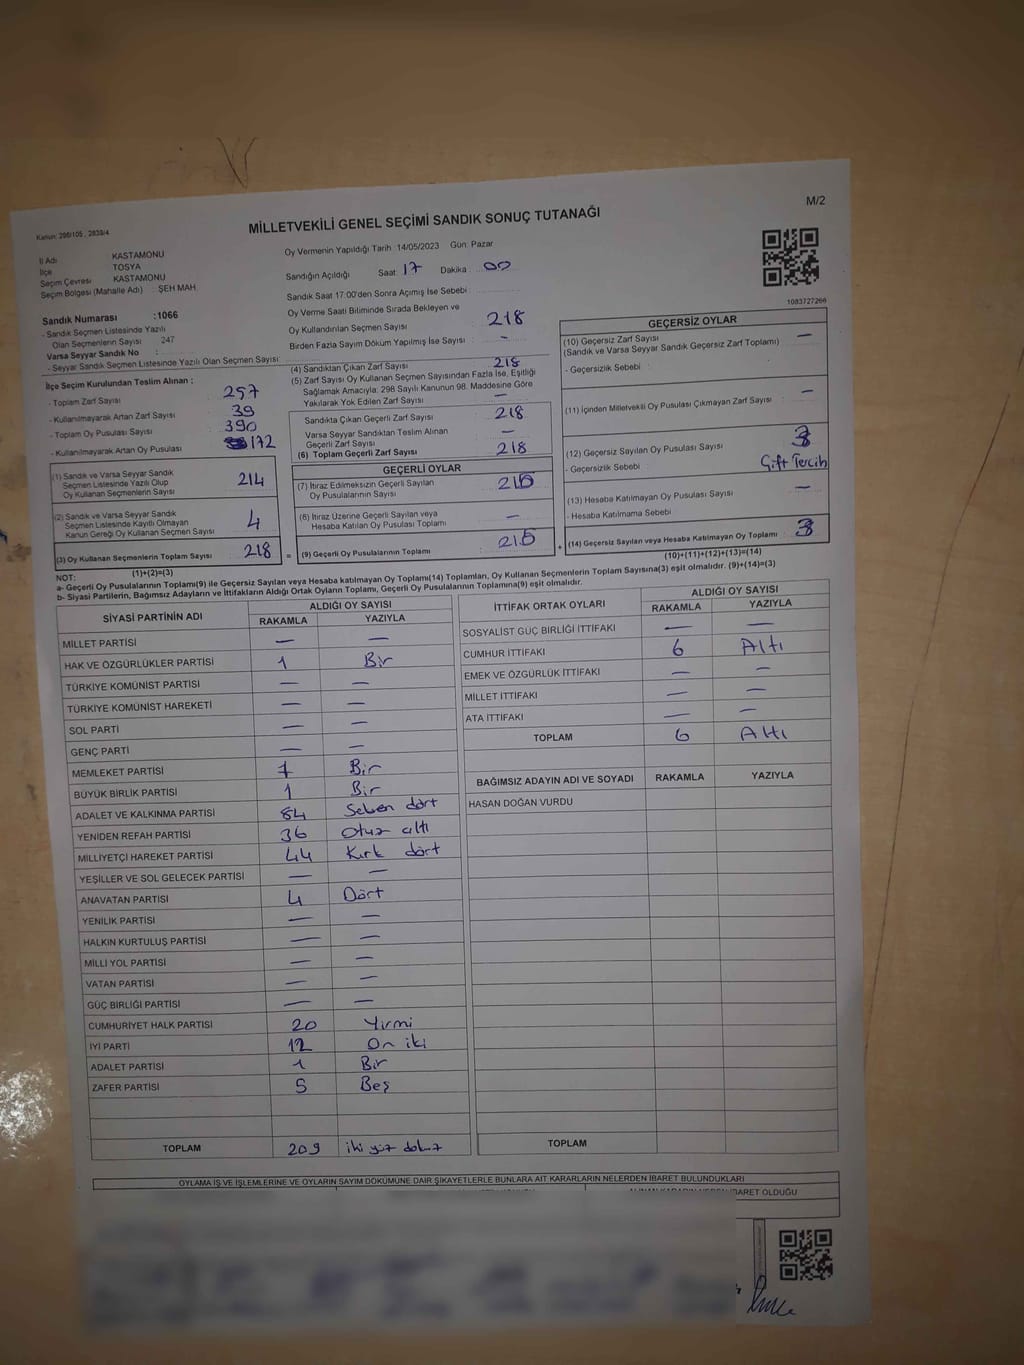 M/2
Kanun: 298/105, 2839/4
MİLLETVEKİLİ GENEL SEÇİMİ SANDIK SONUÇ TUTANAĞI
İl Adı KASTAMONU
İlçe TOSYA
Seçim Çevresi KASTAMONU
Seçim Bölgesi (Mahalle Adı) : ŞEH MAH
Oy Vermenin Yapıldığı Tarih 14/05/2023 Gün: Pazar
Sandığın Açıldığı Saat 17 Dakika : 00
Sandık Saat 17:00'den Sonra Açılmış İse Sebebi
Oy Verme Saati Bitiminde Sırada Bekleyen ve
Oy Kullandırılan Seçmen Sayısı 218
Birden Fazla Sayım Döküm Yapılmış İse Sayısı : -
1083727266
Sandık Numarası :1066
- Sandık Seçmen Listesinde Yazılı
Olan Seçmenlerin Sayısı 247
Varsa Seyyar Sandık No :
- Seyyar Sandık Seçmen Listesinde Yazılı Olan Seçmen Sayısı:
İlçe Seçim Kurulundan Teslim Alınan :
- Toplam Zarf Sayısı 257
- Kullanılmayarak Artan Zarf Sayısı 39
- Toplam Oy Pusulası Sayısı 390
- Kullanılmayarak Artan Oy Pusulası 172
(1) Sandık ve Varsa Seyyar Sandık
Seçmen Listesinde Yazılı Olup
Oy Kullanan Seçmenlerin Sayısı 214
(2) Sandık ve Varsa Seyyar Sandık
Seçmen Listesinde Kayıtlı Olmayan
Kanun Gereği Oy Kullanan Seçmen Sayısı 4
(3) Oy Kullanan Seçmenlerin Toplam Sayısı 218
(1)+(2)=(3)
(4) Sandıktan Çıkan Zarf Sayısı 218
(5) Zarf Sayısı Oy Kullanan Seçmen Sayısından Fazla İse, Eşitliği
Sağlamak Amacıyla: 298 Sayılı Kanunun 98. Maddesine Göre
Yakılarak Yok Edilen Zarf Sayısı —
Sandıkta Çıkan Geçerli Zarf Sayısı 218
Varsa Seyyar Sandıktan Teslim Alınan
Geçerli Zarf Sayısı —
(6) Toplam Geçerli Zarf Sayısı 218
GEÇERLİ OYLAR
(7) İtiraz Edilmeksizin Geçerli Sayılan
Oy Pusulalarının Sayısı 215
(8) İtiraz Üzerine Geçerli Sayılan veya
Hesaba Katılan Oy Pusulası Toplamı —
= (9) Geçerli Oy Pusulalarının Toplamı 215
GEÇERSİZ OYLAR
(10) Geçersiz Zarf Sayısı —
(Sandık ve Varsa Seyyar Sandık Geçersiz Zarf Toplamı)
- Geçersizlik Sebebi :
(11) İçinden Milletvekili Oy Pusulası Çıkmayan Zarf Sayısı —
(12) Geçersiz Sayılan Oy Pusulası Sayısı 3
- Geçersizlik Sebebi : Çift Tercih
(13) Hesaba Katılmayan Oy Pusulası Sayısı —
- Hesaba Katılmama Sebebi
+ (14) Geçersiz Sayılan veya Hesaba Katılmayan Oy Toplamı 3
(10)+(11)+(12)+(13)=(14)
NOT:
a- Geçerli Oy Pusulalarının Toplamı(9) ile Geçersiz Sayılan veya Hesaba katılmayan Oy Toplamı(14) Toplamları, Oy Kullanan Seçmenlerin Toplam Sayısına(3) eşit olmalıdır. (9)+(14)=(3)
b- Siyasi Partilerin, Bağımsız Adayların ve İttifakların Aldığı Ortak Oyların Toplamı, Geçerli Oy Pusulalarının Toplamına(9) eşit olmalıdır.
SİYASİ PARTİNİN ADI ALDIĞI OY SAYISI
RAKAMLA YAZIYLA
MİLLET PARTİSİ — —
HAK VE ÖZGÜRLÜKLER PARTİSİ 1 Bir
TÜRKİYE KOMÜNİST PARTİSİ — —
TÜRKİYE KOMÜNİST HAREKETİ — —
SOL PARTİ — —
GENÇ PARTİ — —
MEMLEKET PARTİSİ 1 Bir
BÜYÜK BİRLİK PARTİSİ 1 Bir
ADALET VE KALKINMA PARTİSİ 84 Seksen dört
YENİDEN REFAH PARTİSİ 36 Otuz altı
MİLLİYETÇİ HAREKET PARTİSİ 44 Kırk dört
YEŞİLLER VE SOL GELECEK PARTİSİ — —
ANAVATAN PARTİSİ 4 Dört
YENİLİK PARTİSİ — —
HALKIN KURTULUŞ PARTİSİ — —
MİLLİ YOL PARTİSİ — —
VATAN PARTİSİ — —
GÜÇ BİRLİĞİ PARTİSİ — —
CUMHURİYET HALK PARTİSİ 20 Yirmi
İYİ PARTİ 12 On iki
ADALET PARTİSİ 1 Bir
ZAFER PARTİSİ 5 Beş
TOPLAM 209 iki yüz dokuz
İTTİFAK ORTAK OYLARI ALDIĞI OY SAYISI
RAKAMLA YAZIYLA
SOSYALİST GÜÇ BİRLİĞİ İTTİFAKI — —
CUMHUR İTTİFAKI 6 Altı
EMEK VE ÖZGÜRLÜK İTTİFAKI — —
MİLLET İTTİFAKI — —
ATA İTTİFAKI — —
TOPLAM 6 Altı
BAĞIMSIZ ADAYIN ADI VE SOYADI RAKAMLA YAZIYLA
HASAN DOĞAN VURDU
TOPLAM
OYLAMA İŞ VE İŞLEMLERİNE VE OYLARIN SAYIM DÖKÜMÜNE DAİR ŞİKAYETLERLE BUNLARA AİT KARARLARIN NELERDEN İBARET BULUNDUKLARI
İBARET OLDUĞU